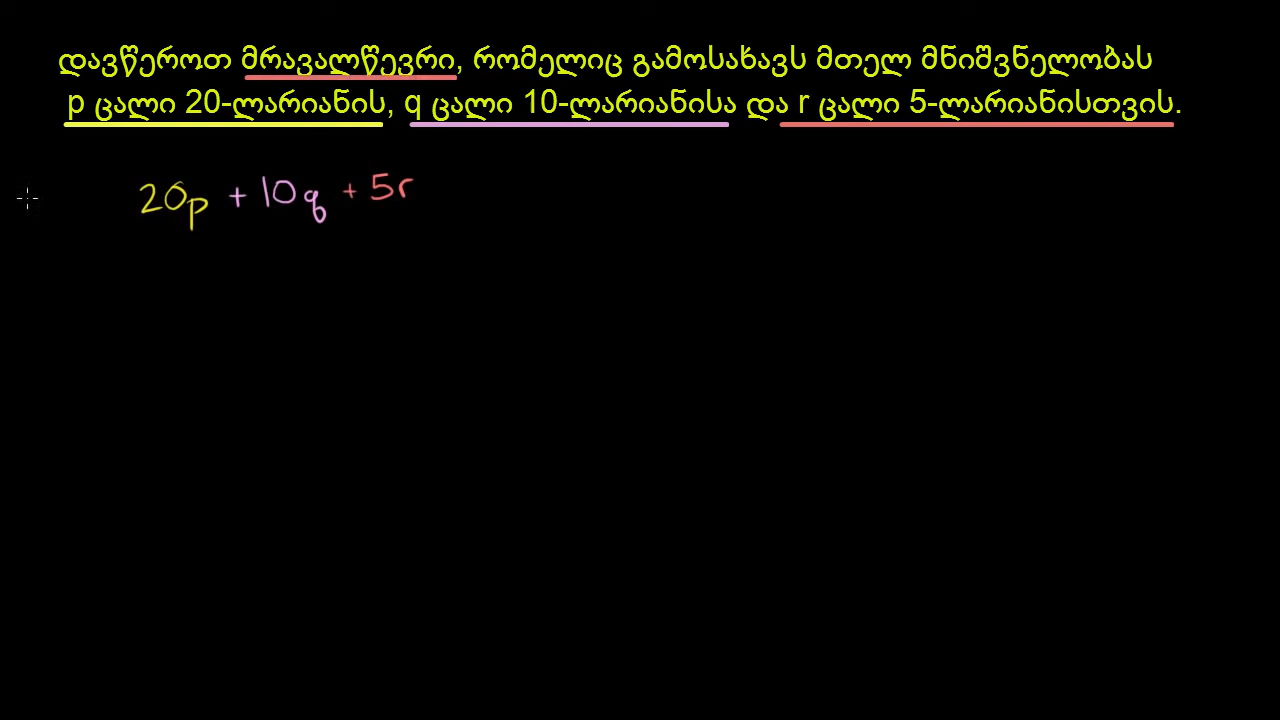 დავწეროთ მრავალწევრი, რომელიც გამოსახავს მთელ მნიშვნელობას
p ცალი 20-ლარიანის, q ცალი 10-ლარიანისა და r ცალი 5-ლარიანისთვის.
20p + 10q + 5r